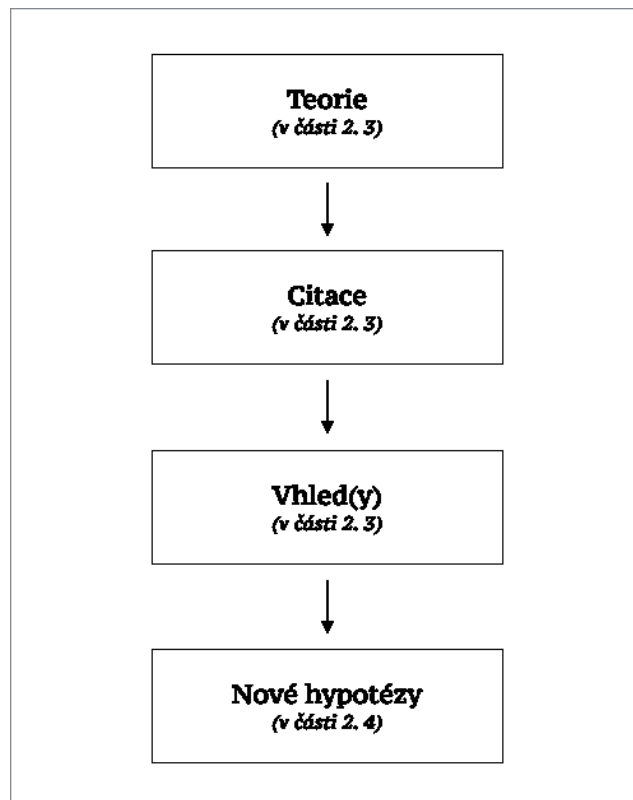 Teorie
(v části 2. 3)
Citace
(v části 2. 3)
Vhled(y)
(v části 2. 3)
Nové hypotézy
(v části 2. 4)